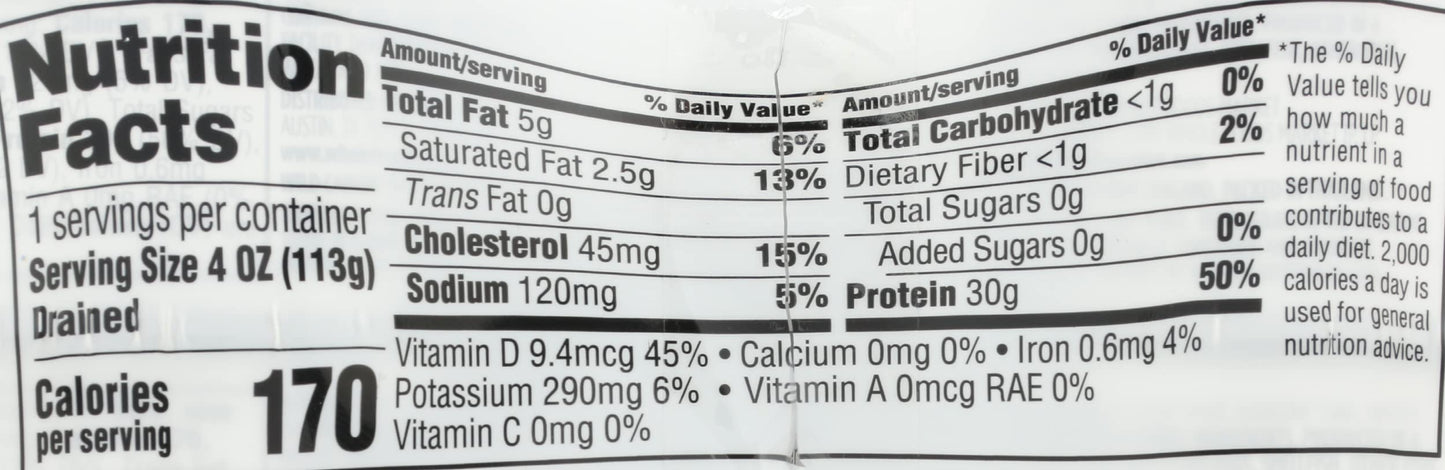 Nutrition
Facts
1 servings per container
Serving Size 4 OZ (113g)
Drained
Calories
per serving 170
Amount/serving % Daily Value*
Total Fat 5g 6%
Saturated Fat 2.5g 13%
Trans Fat 0g
Cholesterol 45mg 15%
Sodium 120mg 5%
Amount/serving % Daily Value*
Total Carbohydrate <1g 0%
Dietary Fiber <1g 2%
Total Sugars 0g
Added Sugars 0g 0%
Protein 30g 50%
Vitamin D 9.4mcg 45% • Calcium 0mg 0% • Iron 0.6mg 4%
Potassium 290mg 6% • Vitamin A 0mcg RAE 0%
Vitamin C 0mg 0%
*The % Daily
Value tells you
how much a
nutrient in a
serving of food
contributes to a
daily diet. 2,000
calories a day is
used for general
nutrition advice.